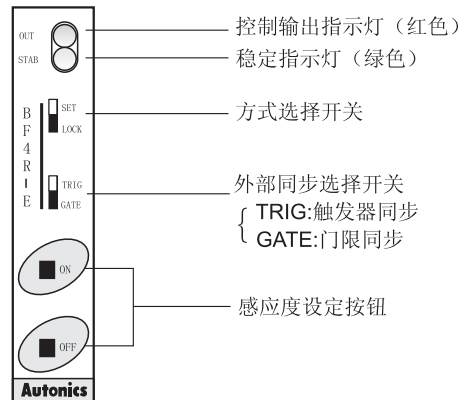 OUT
控制输出指示灯（红色）
STAB
稳定指示灯（绿色）
BF4R-E
SET
LOCK
方式选择开关
TRIG
GATE
外部同步选择开关
TRIG:触发器同步
GATE:门限同步
ON
OFF
感应度设定按钮
Autonics